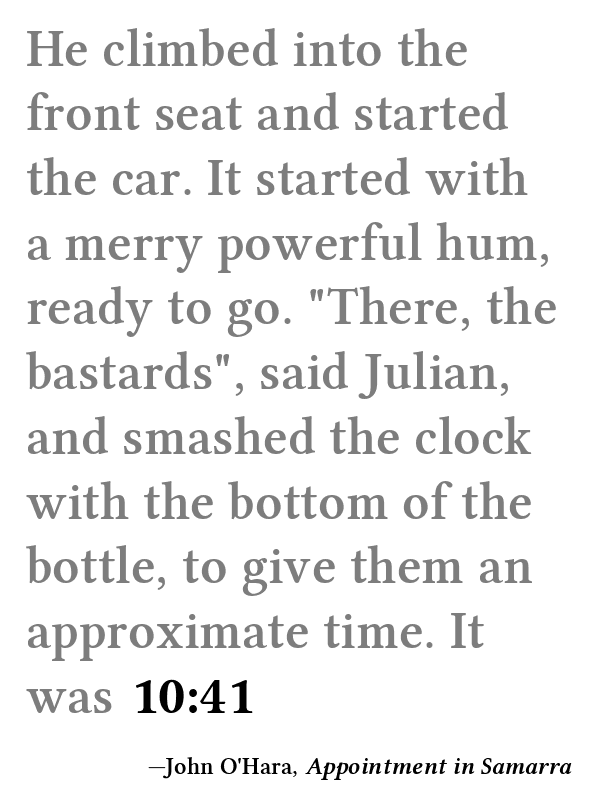 He climbed into the
front seat and started
the car. It started with
a merry powerful hum,
ready to go. "There, the
bastards", said Julian,
and smashed the clock
with the bottom of the
bottle, to give them an
approximate time. It
was 10:41
—John O'Hara, Appointment in Samarra